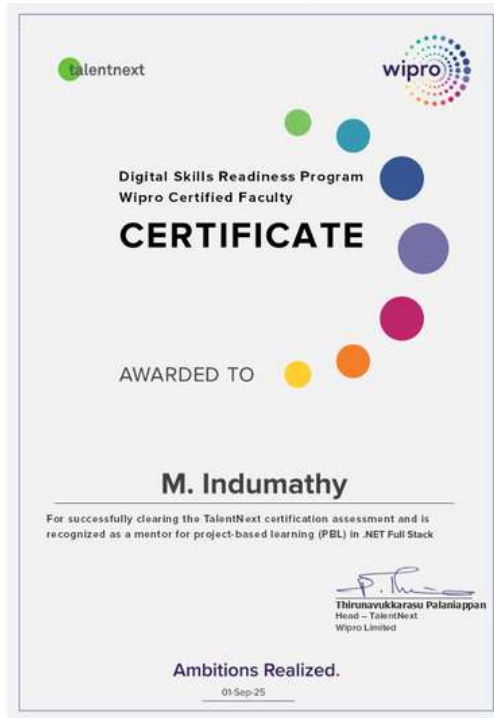 talentnext
wipro
Digital Skills Readiness Program
Wipro Certified Faculty
CERTIFICATE
AWARDED TO
M. Indumathy
For successfully clearing the TalentNext certification assessment and is
recognized as a mentor for project-based learning (PBL) in .NET Full Stack
Thirunavukkarasu Palaniappan
Head – TalentNext
Wipro Limited
Ambitions Realized.
01-Sep-25